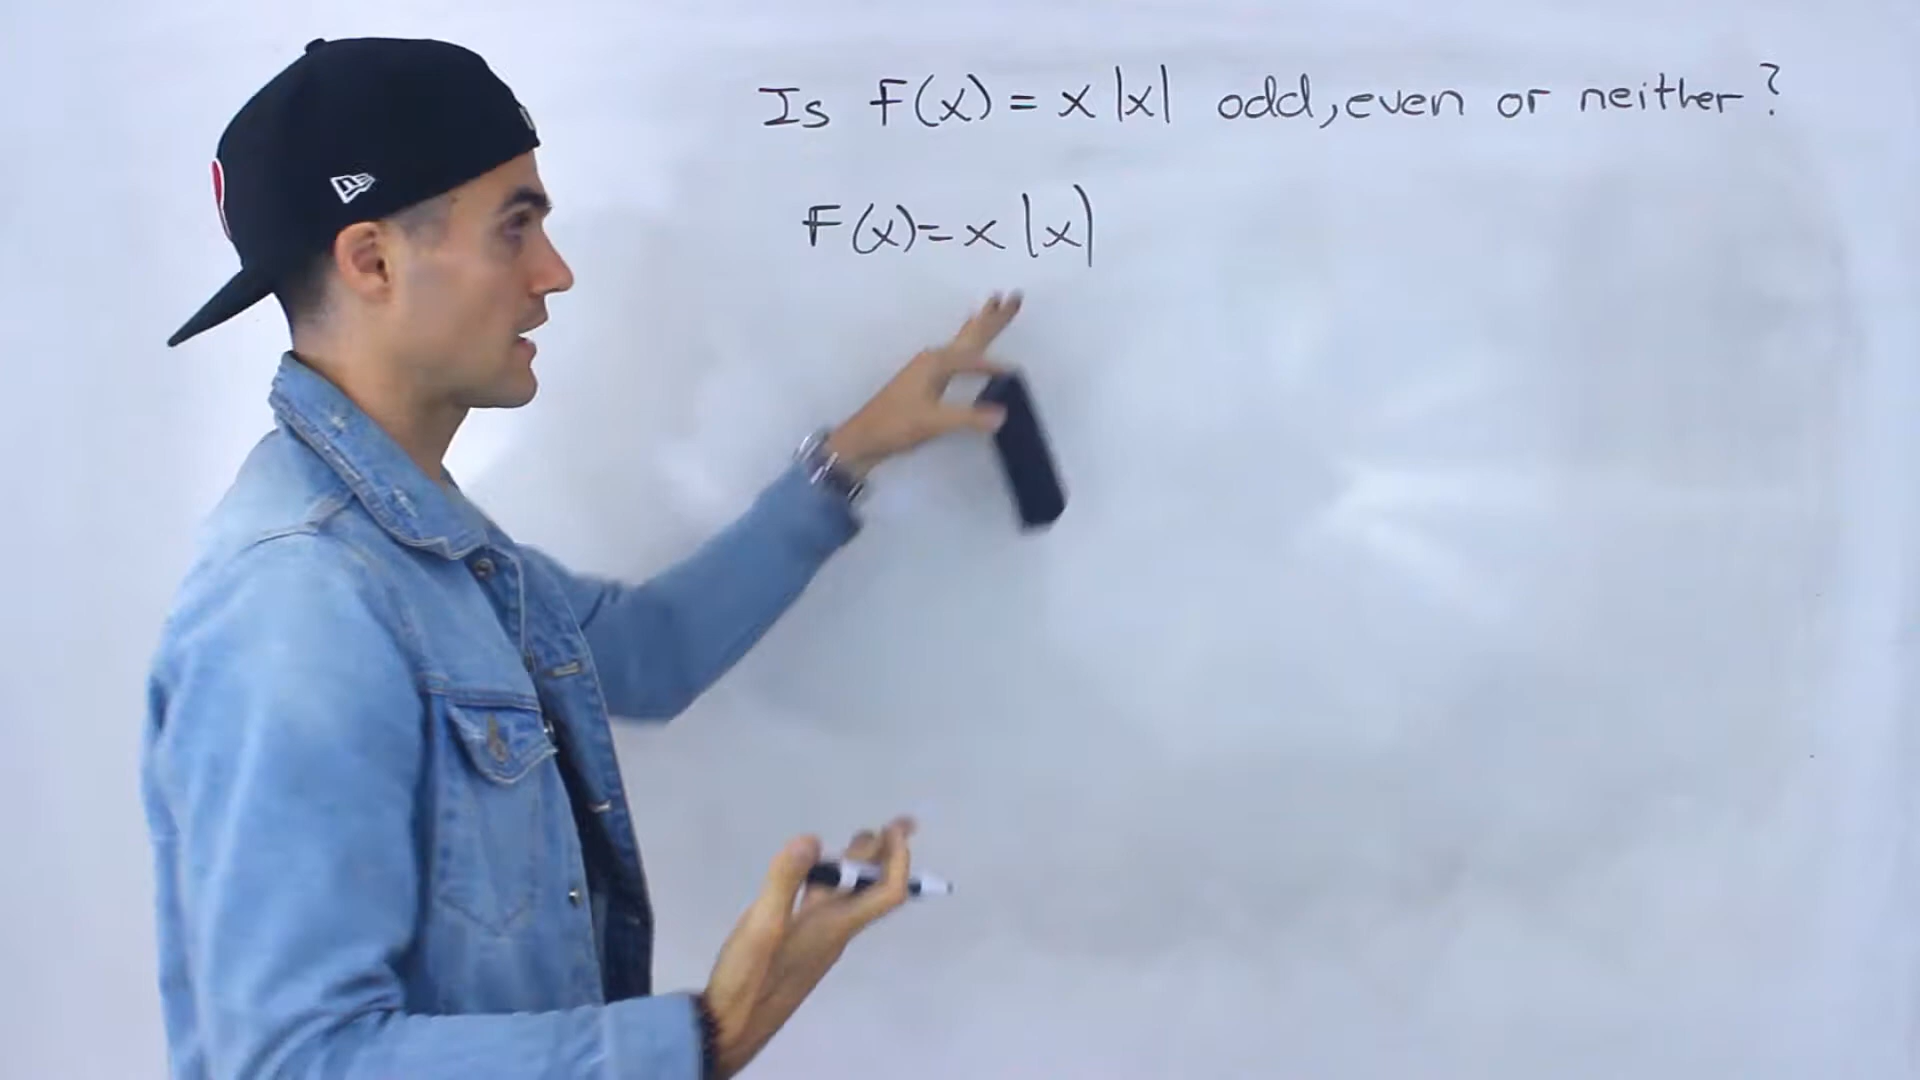 Is F(x) = x |x| odd, even or neither?
F(x) = x |x|